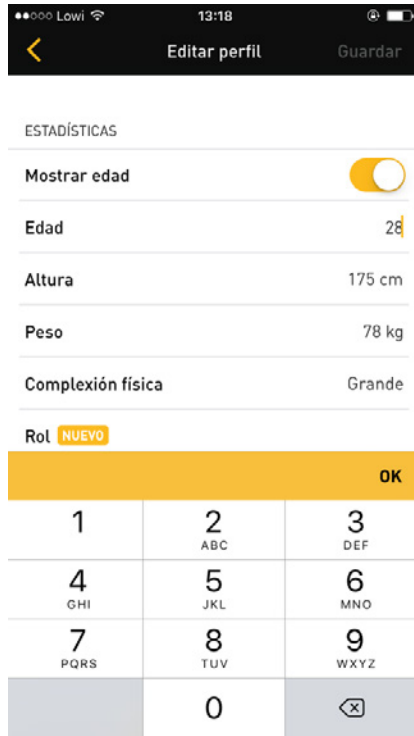 Lowi 13:18
Editar perfil Guardar
ESTADÍSTICAS
Mostrar edad
Edad 28
Altura 175 cm
Peso 78 kg
Complexión física Grande
Rol NUEVO
OK
1 2 3
ABC DEF
4 5 6
GHI JKL MNO
7 8 9
PQRS TUV WXYZ
0